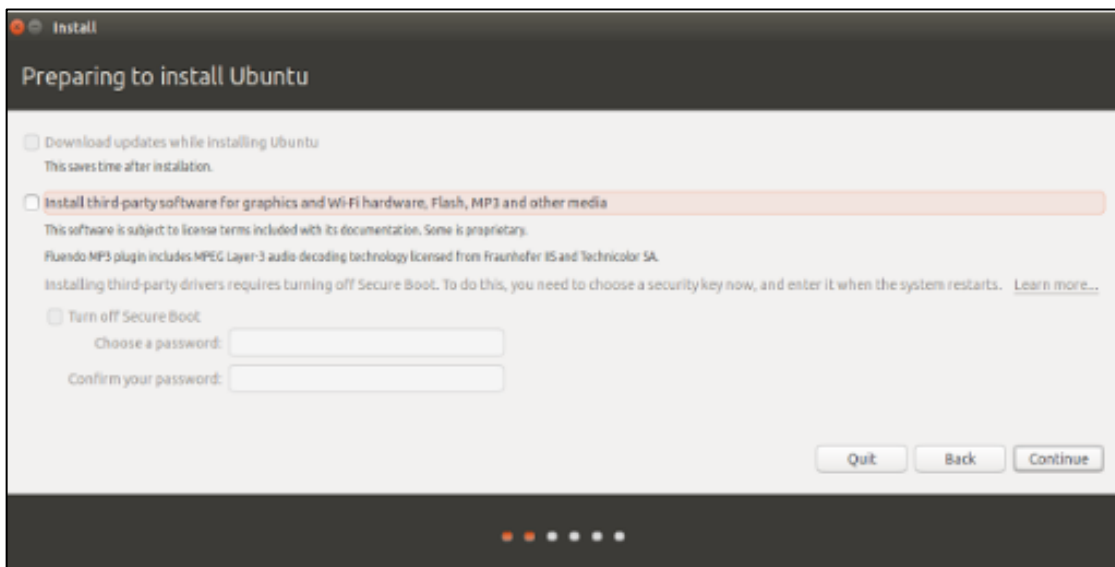 Install
Preparing to install Ubuntu
Download updates while installing Ubuntu
This saves time after installation.
Install third-party software for graphics and Wi-Fi hardware, Flash, MP3 and other media
This software is subject to license terms included with its documentation. Some is proprietary.
Fluendo MP3 plugin includes MPEG Layer-3 audio decoding technology licensed from Fraunhofer IIS and Technicolor SA.
Installing third-party drivers requires turning off Secure Boot. To do this, you need to choose a security key now, and enter it when the system restarts. Learn more...
Turn off Secure Boot
Choose a password:
Confirm your password:
Quit Back Continue